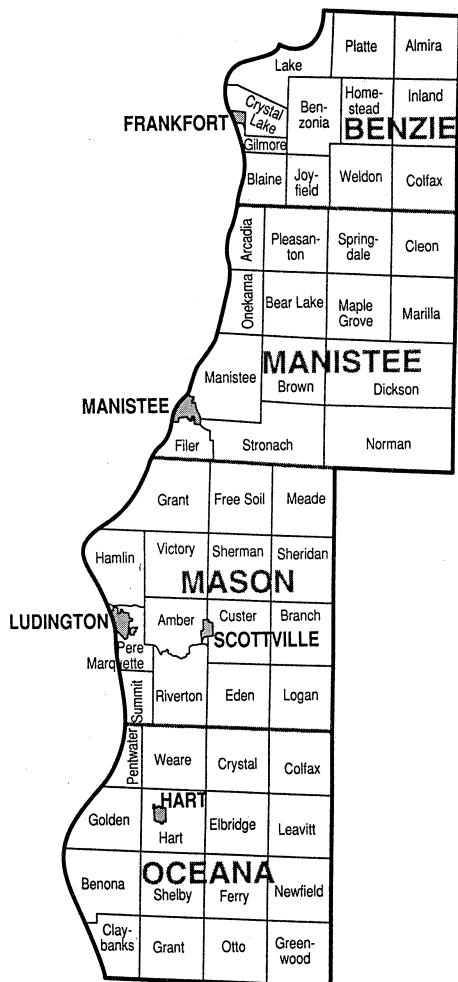 Platte
Almira
Lake
Crystal
Lake
Ben-
zonia
Home-
stead
Inland
FRANKFORT
BENZIE
Gilmore
Blaine
Joy-
field
Weldon
Colfax
Arcadia
Pleasan-
ton
Spring-
dale
Cleon
Onekama
Bear Lake
Maple
Grove
Marilla
MANISTEE
Manistee
Brown
Dickson
MANISTEE
Filer
Stronach
Norman
Grant
Free Soil
Meade
Hamlin
Victory
Sherman
Sheridan
MASON
LUDINGTON
Amber
Custer
Branch
SCOTTVILLE
Pere
Marquette
Summit
Riverton
Eden
Logan
Pentwater
Weare
Crystal
Colfax
HART
Golden
Hart
Elbridge
Leavitt
OCEANA
Benona
Shelby
Ferry
Newfield
Clay-
banks
Grant
Otto
Green-
wood